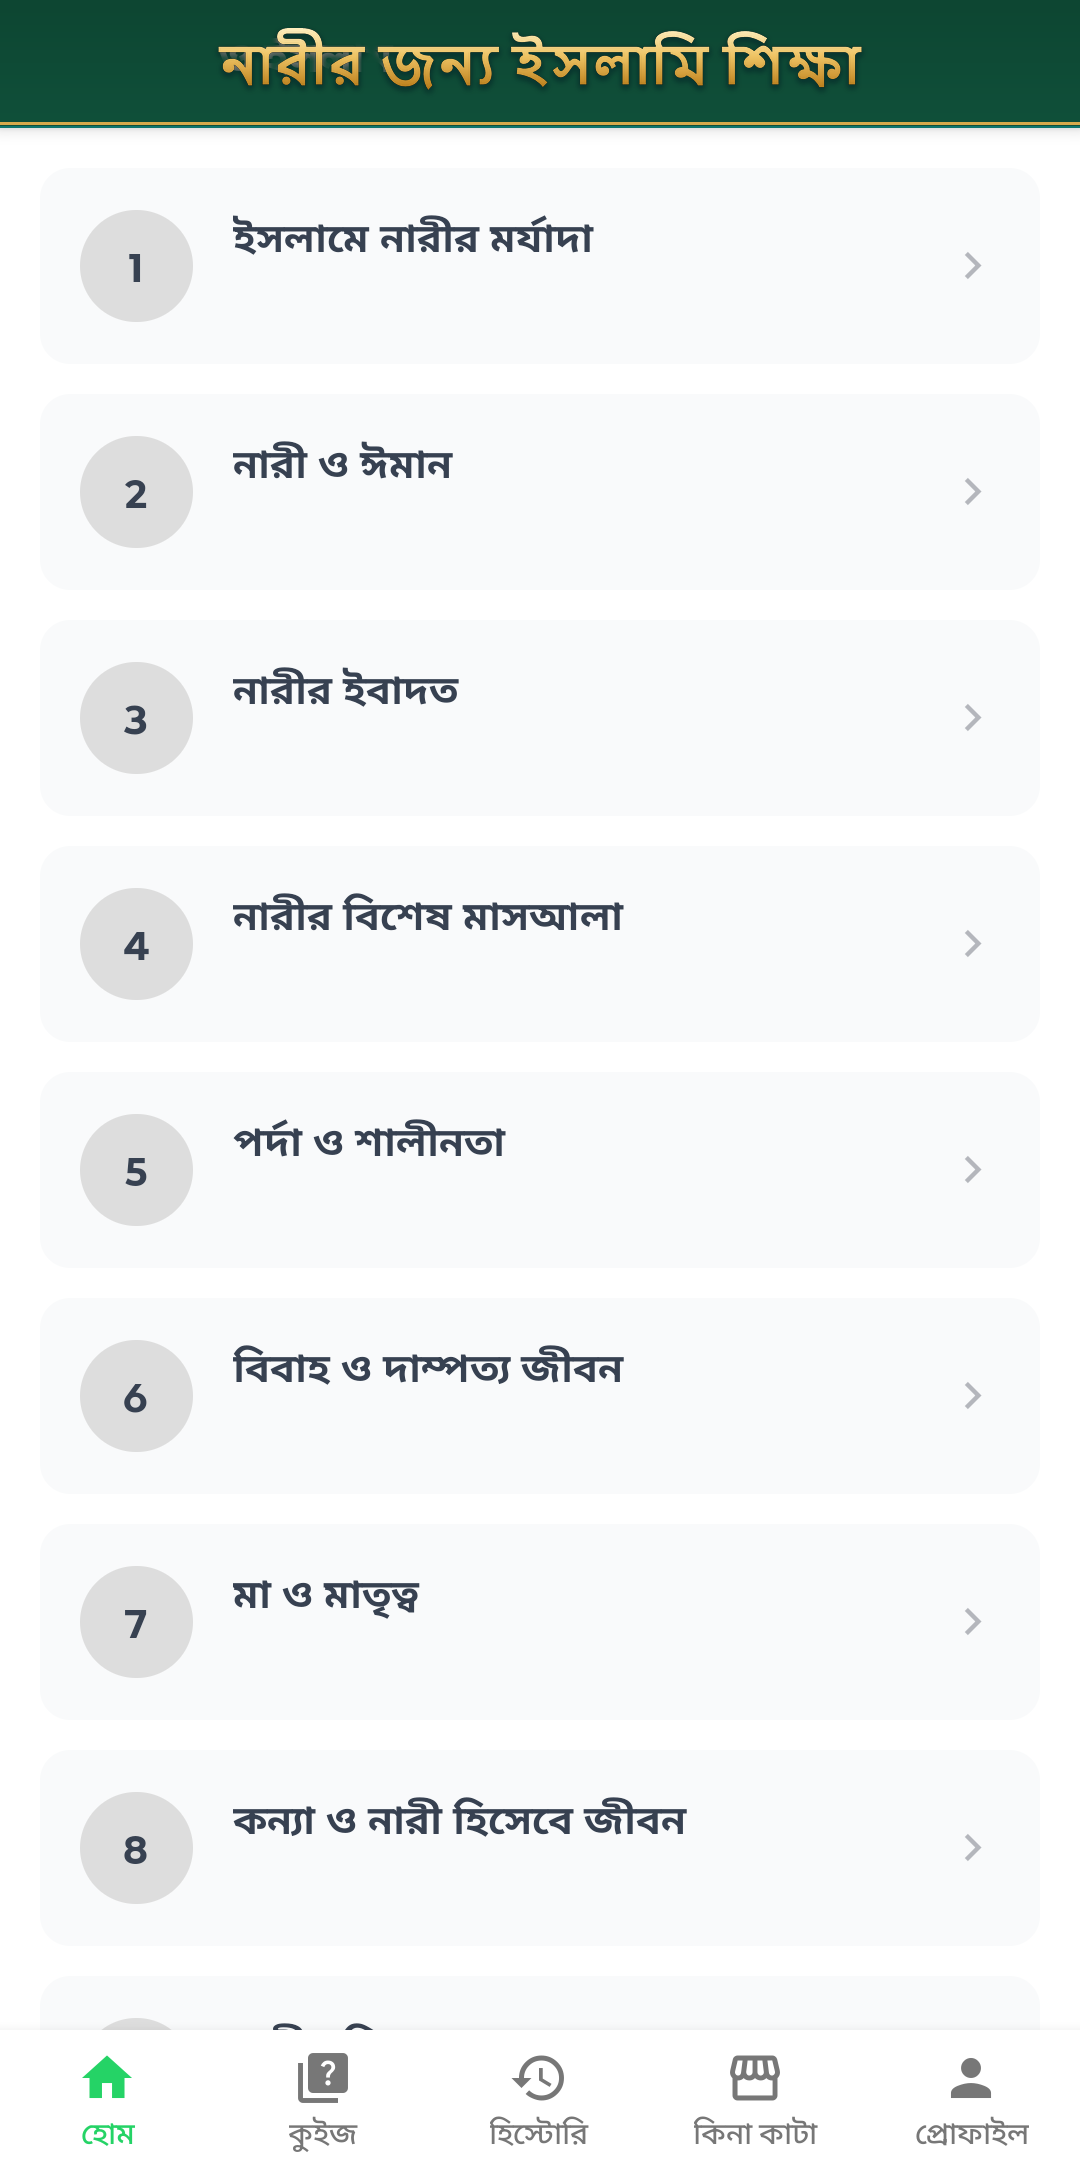 নারীর জন্য ইসলামি শিক্ষা
1
ইসলামে নারীর মর্যাদা
2
নারী ও ঈমান
3
নারীর ইবাদত
4
নারীর বিশেষ মাসআলা
5
পর্দা ও শালীনতা
6
বিবাহ ও দাম্পত্য জীবন
7
মা ও মাতৃত্ব
8
কন্যা ও নারী হিসেবে জীবন
হোম
কুইজ
হিস্টোরি
কিনা কাটা
প্রোফাইল